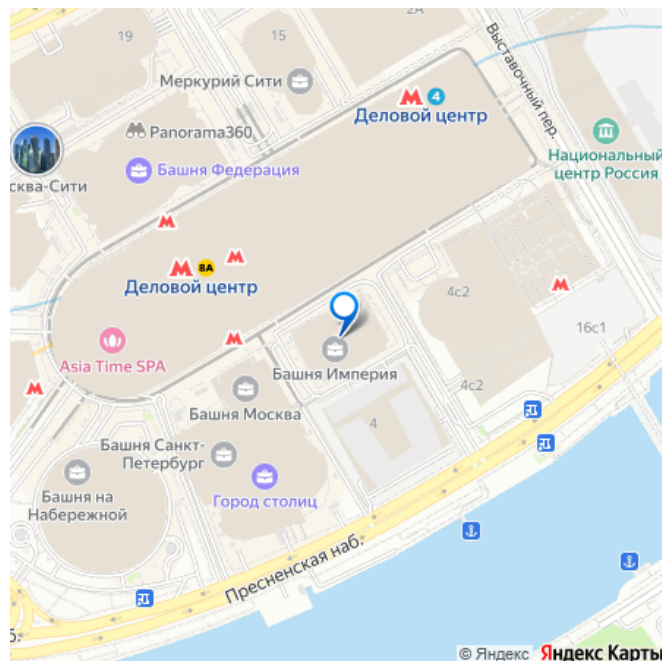 2А
19
15
Выставочный пер.
Меркурий Сити
4
Деловой центр
Panorama360
Национальный
центр Россия
Башня Федерация
сква-Сити
8А
Деловой центр
4с2
16с1
Asia Time SPA
Башня Империя
4с2
Башня Москва
4
Башня Санкт-
Петербург
Башня на
Набережной
Город столиц
Пресненская наб.
б.
© Яндекс Яндекс Карты